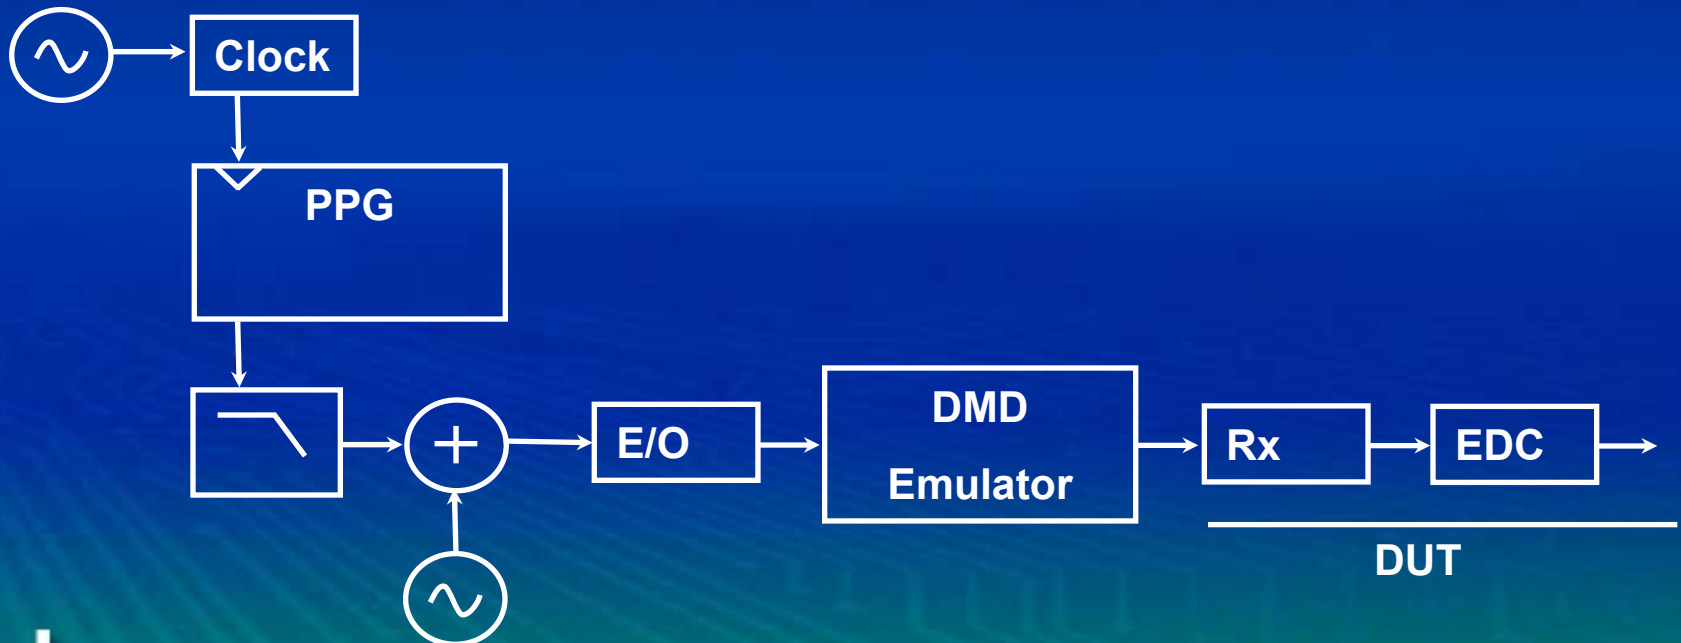 Clock
PPG
E/O
DMD
Emulator
Rx
EDC
DUT